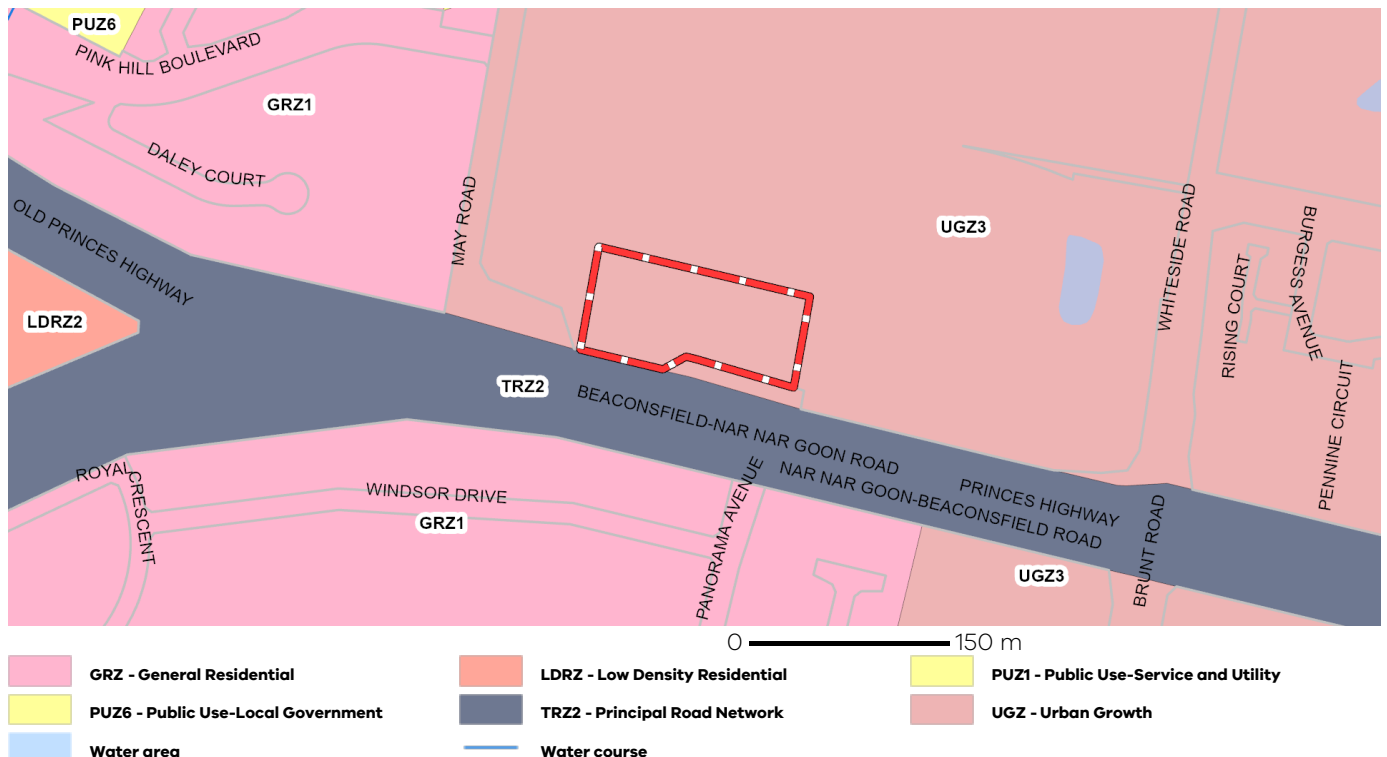 PUZ6
PINK HILL BOULEVARD
GRZ1
DALEY COURT
MAY ROAD
OLD PRINCES HIGHWAY
LDRZ2
UGZ3
WHITESIDE ROAD
BURGESS AVENUE
RISING COURT
PENNINE CIRCUIT
TRZ2
BEACONSFIELD-NAR NAR GOON ROAD
NAR NAR GOON-BEACONSFIELD ROAD
PRINCES HIGHWAY
ROYAL CRESCENT
WINDSOR DRIVE
GRZ1
PANORAMA AVENUE
UGZ3
BRUNT ROAD
0 150 m
GRZ - General Residential
LDRZ - Low Density Residential
PUZ1 - Public Use-Service and Utility
PUZ6 - Public Use-Local Government
TRZ2 - Principal Road Network
UGZ - Urban Growth
Water area
Water course